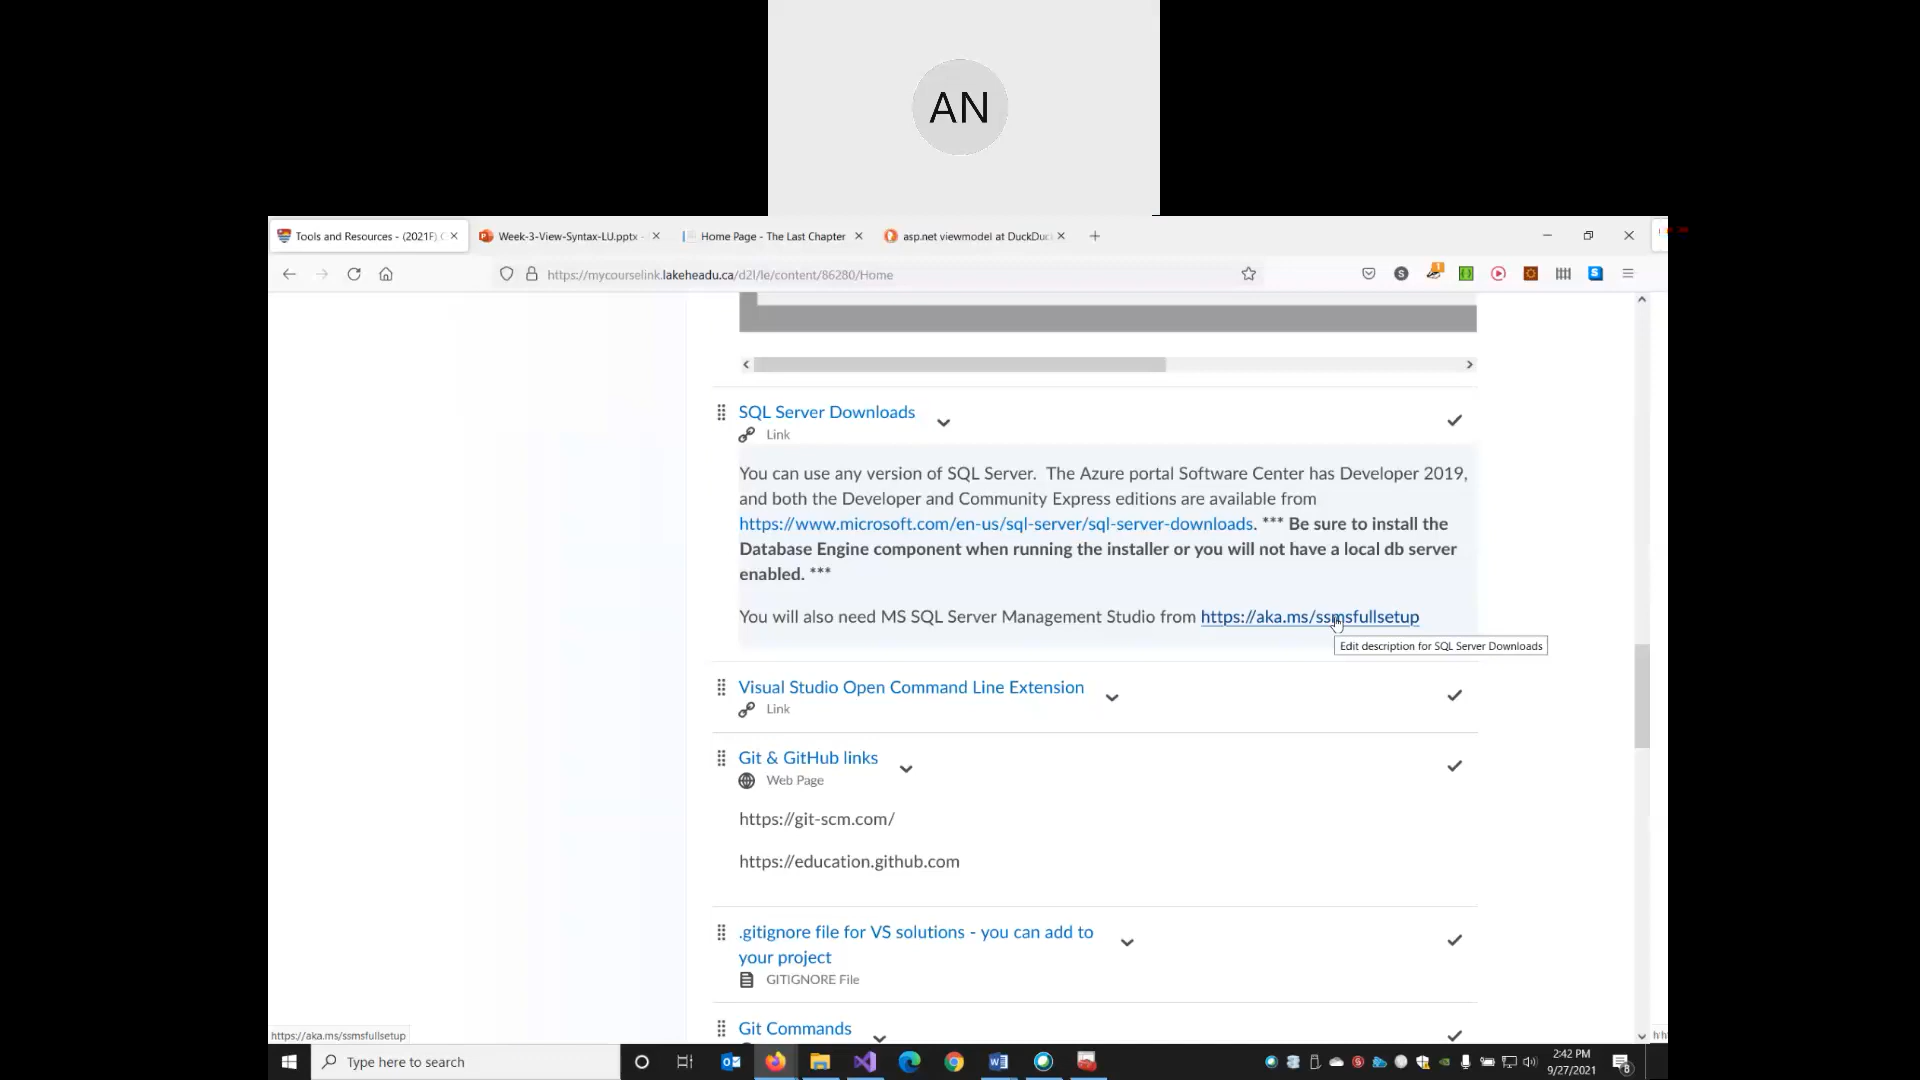 AN
Tools and Resources - (2021F) C
Week-3-View-Syntax-LU.pptx -
Home Page - The Last Chapter
asp.net viewmodel at DuckDuc
https://mycourselink.lakeheadu.ca/d2l/le/content/86280/Home
SQL Server Downloads
Link
You can use any version of SQL Server. The Azure portal Software Center has Developer 2019,
and both the Developer and Community Express editions are available from
https://www.microsoft.com/en-us/sql-server/sql-server-downloads. *** Be sure to install the
Database Engine component when running the installer or you will not have a local db server
enabled. ***
You will also need MS SQL Server Management Studio from https://aka.ms/ssmsfullsetup
Edit description for SQL Server Downloads
Visual Studio Open Command Line Extension
Link
Git & GitHub links
Web Page
https://git-scm.com/
https://education.github.com
.gitignore file for VS solutions - you can add to
your project
GITIGNORE File
Git Commands
https://aka.ms/ssmsfullsetup
Type here to search
2:42 PM
9/27/2021
8